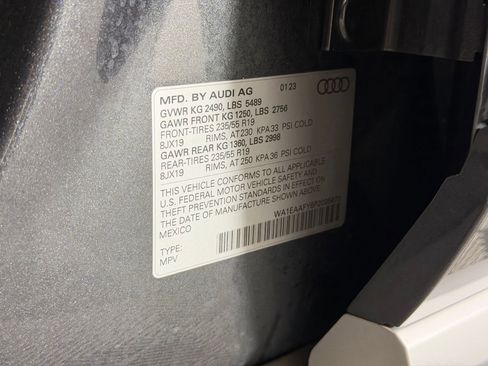 MFD. BY AUDI AG 01 23
GVWR KG 2490, LBS 5489
GAWR FRONT KG 1250, LBS 2756
FRONT-TIRES 235/55 R19
8JX19 RIMS, AT 230 KPA 33 PSI COLD
GAWR REAR KG 1360, LBS 2998
REAR-TIRES 235/55 R19
8JX19 RIMS, AT 250 KPA 36 PSI COLD
THIS VEHICLE CONFORMS TO ALL APPLICABLE
U.S. FEDERAL MOTOR VEHICLE SAFETY AND
THEFT PREVENTION STANDARDS IN EFFECT ON
THE DATE OF MANUFACTURE SHOWN ABOVE.
MEXICO
TYPE:
MPV